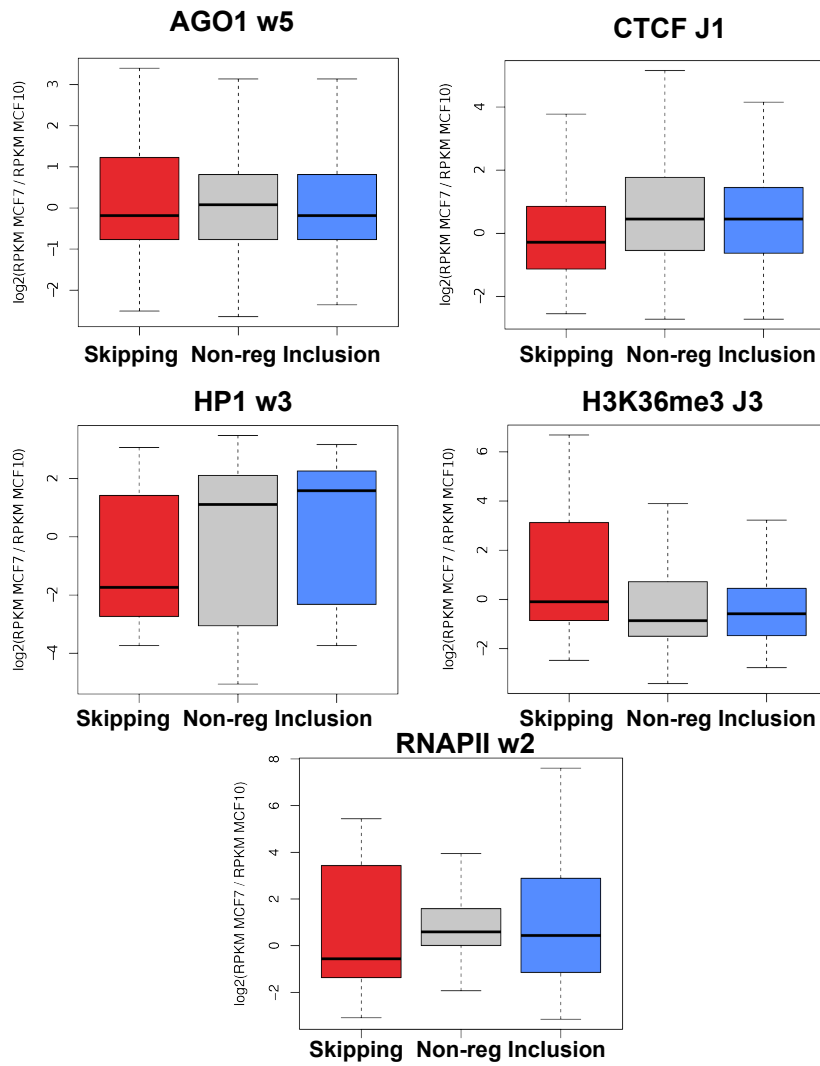 AGO1 w5
log2(RPKM MCF7 / RPKM MCF10)
3
1
0
−1
−2
Skipping Non-reg Inclusion
CTCF J1
log2(RPKM MCF7 / RPKM MCF10)
4
2
0
−2
Skipping Non-reg Inclusion
HP1 w3
log2(RPKM MCF7 / RPKM MCF10)
2
0
−2
−4
Skipping Non-reg Inclusion
H3K36me3 J3
log2(RPKM MCF7 / RPKM MCF10)
6
4
2
0
−2
Skipping Non-reg Inclusion
RNAPII w2
log2(RPKM MCF7 / RPKM MCF10)
8
6
4
2
0
−2
Skipping Non-reg Inclusion